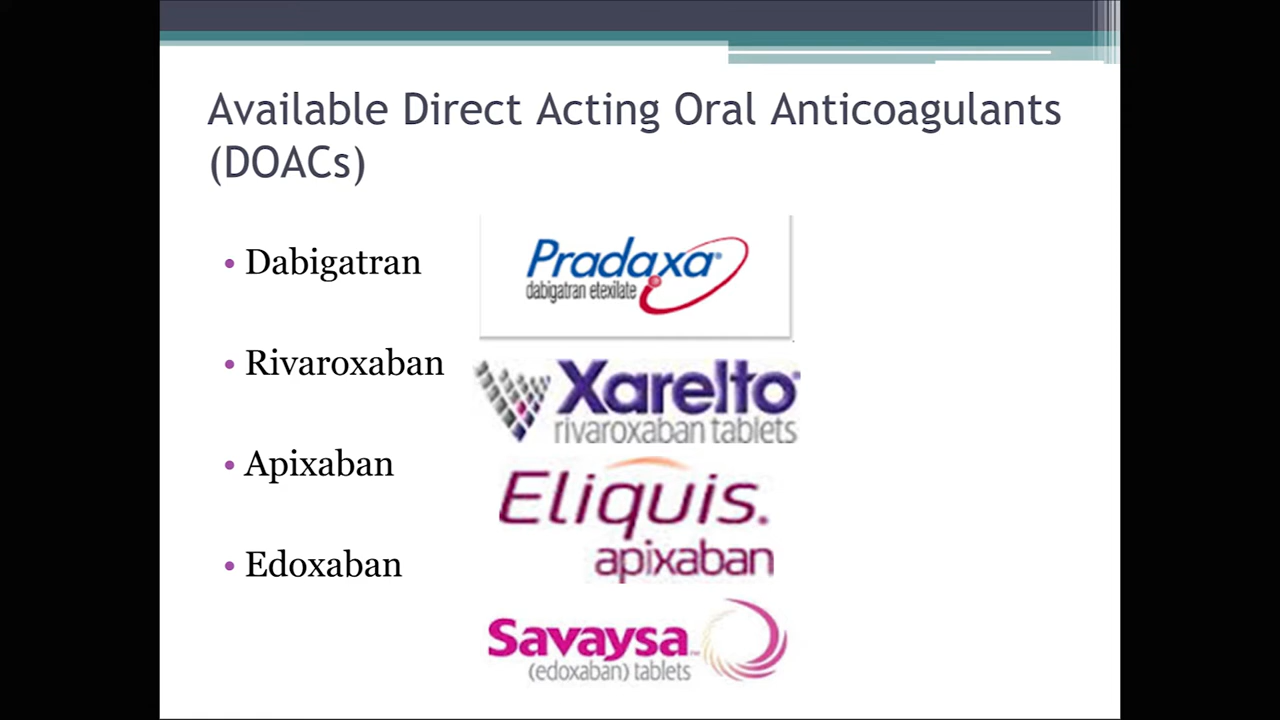 Available Direct Acting Oral Anticoagulants
(DOACs)
• Dabigatran
Pradaxa®
dabigatran etexilate
• Rivaroxaban
Xarelto®
rivaroxaban tablets
• Apixaban
Eliquis.
apixaban
• Edoxaban
Savaysa™
(edoxaban) tablets